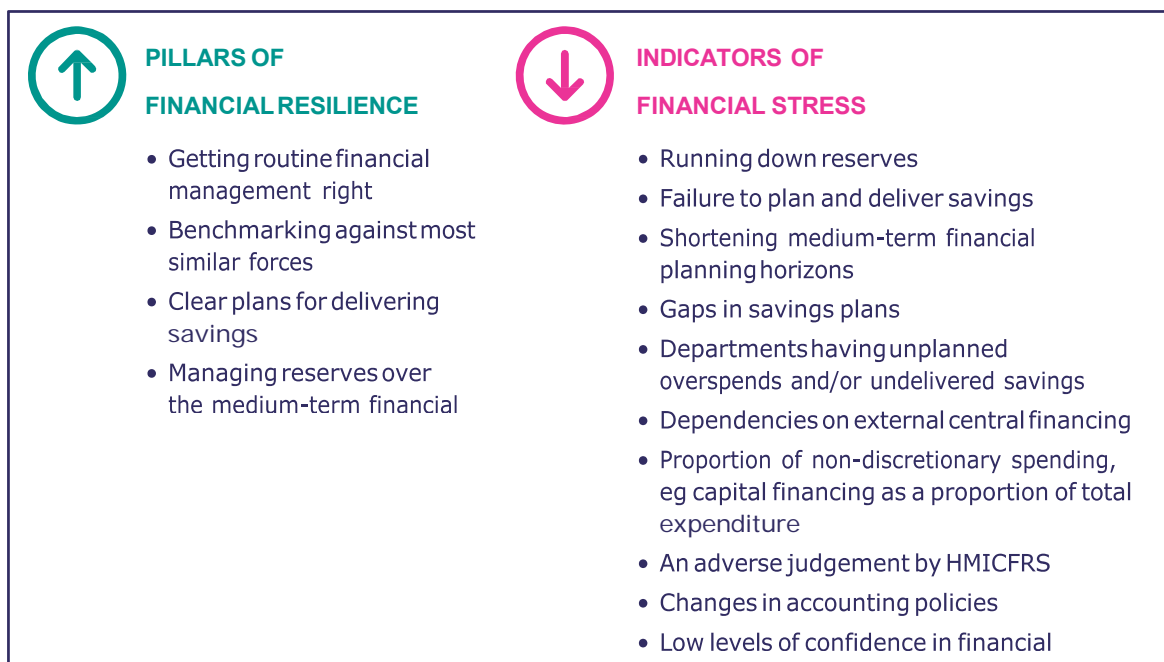 PILLARS OF
FINANCIAL RESILIENCE
• Getting routine financial
management right
• Benchmarking against most
similar forces
• Clear plans for delivering
savings
• Managing reserves over
the medium-term financial
INDICATORS OF
FINANCIAL STRESS
• Running down reserves
• Failure to plan and deliver savings
• Shortening medium-term financial
planning horizons
• Gaps in savings plans
• Departments having unplanned
overspends and/or undelivered savings
• Dependencies on external central financing
• Proportion of non-discretionary spending,
eg capital financing as a proportion of total
expenditure
• An adverse judgement by HMICFRS
• Changes in accounting policies
• Low levels of confidence in financial